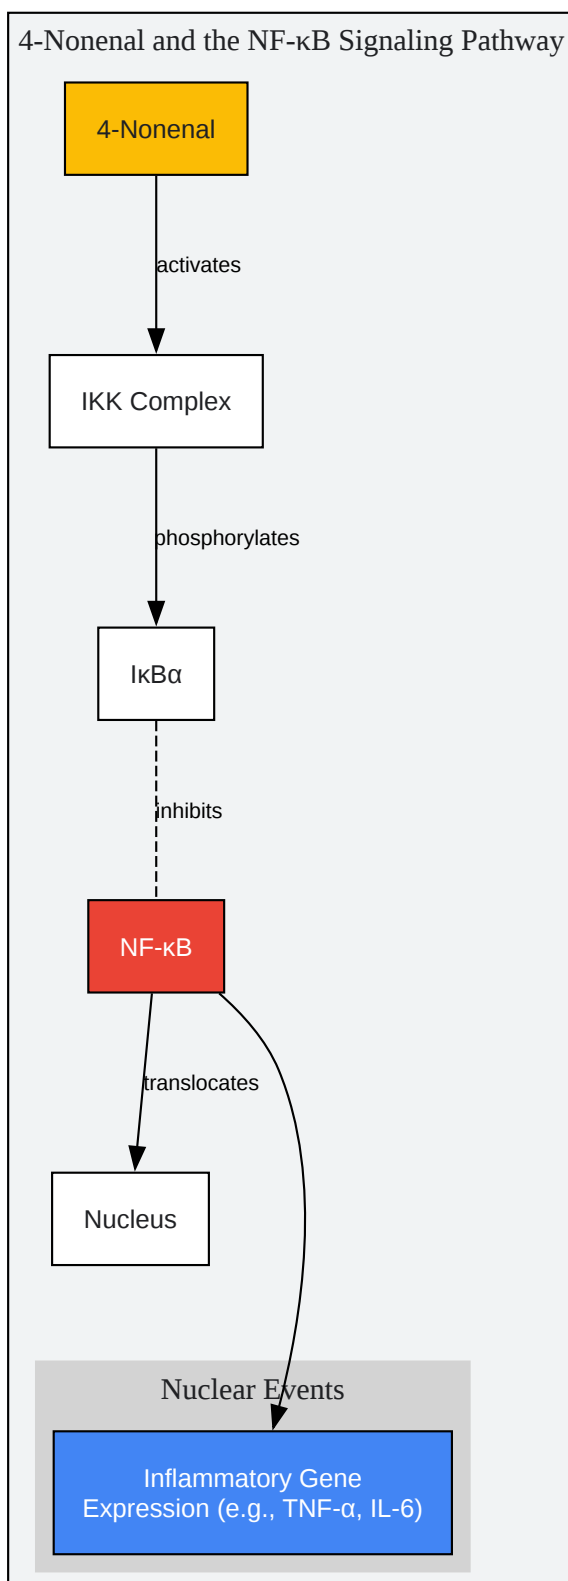 4-Nonenal and the NF-κB Signaling Pathway
4-Nonenal
activates
IKK Complex
phosphorylates
IκBα
inhibits
NF-κB
translocates
Nucleus
Nuclear Events
Inflammatory Gene
Expression (e.g., TNF-α, IL-6)